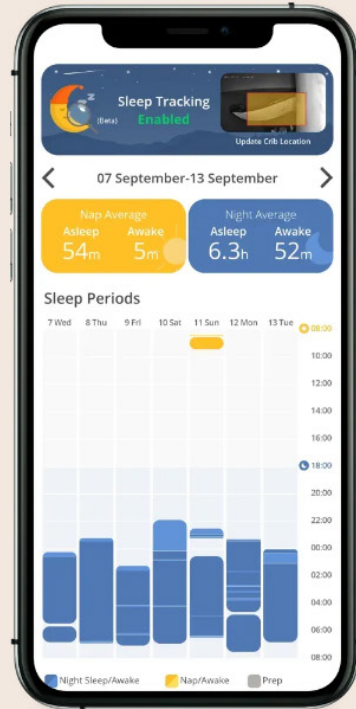 Sleep Tracking
(Beta) Enabled
Update Crib Location
07 September-13 September
Nap Average
Asleep Awake
54m 5m
Night Average
Asleep Awake
6.3h 52m
Sleep Periods
7 Wed 8 Thu 9 Fri 10 Sat 11 Sun 12 Mon 13 Tue
08:00
10:00
12:00
14:00
16:00
18:00
20:00
22:00
00:00
02:00
04:00
06:00
08:00
Night Sleep/Awake Nap/Awake Prep